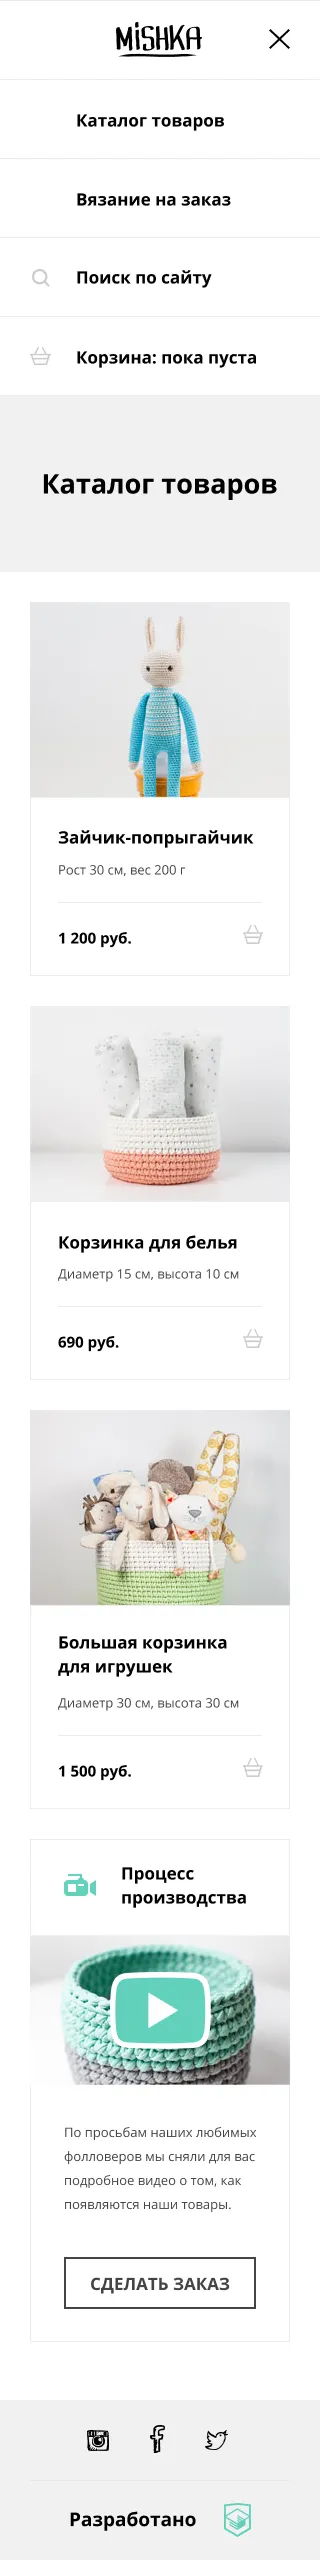 MiSHKA
Каталог товаров
Вязание на заказ
Поиск по сайту
Корзина: пока пуста
Каталог товаров
Зайчик-попрыгайчик
Рост 30 см, вес 200 г
1 200 руб.
Корзинка для белья
Диаметр 15 см, высота 10 см
690 руб.
Большая корзинка
для игрушек
Диаметр 30 см, высота 30 см
1 500 руб.
Процесс
производства
По просьбам наших любимых
фолловеров мы сняли для вас
подробное видео о том, как
появляются наши товары.
СДЕЛАТЬ ЗАКАЗ
Разработано